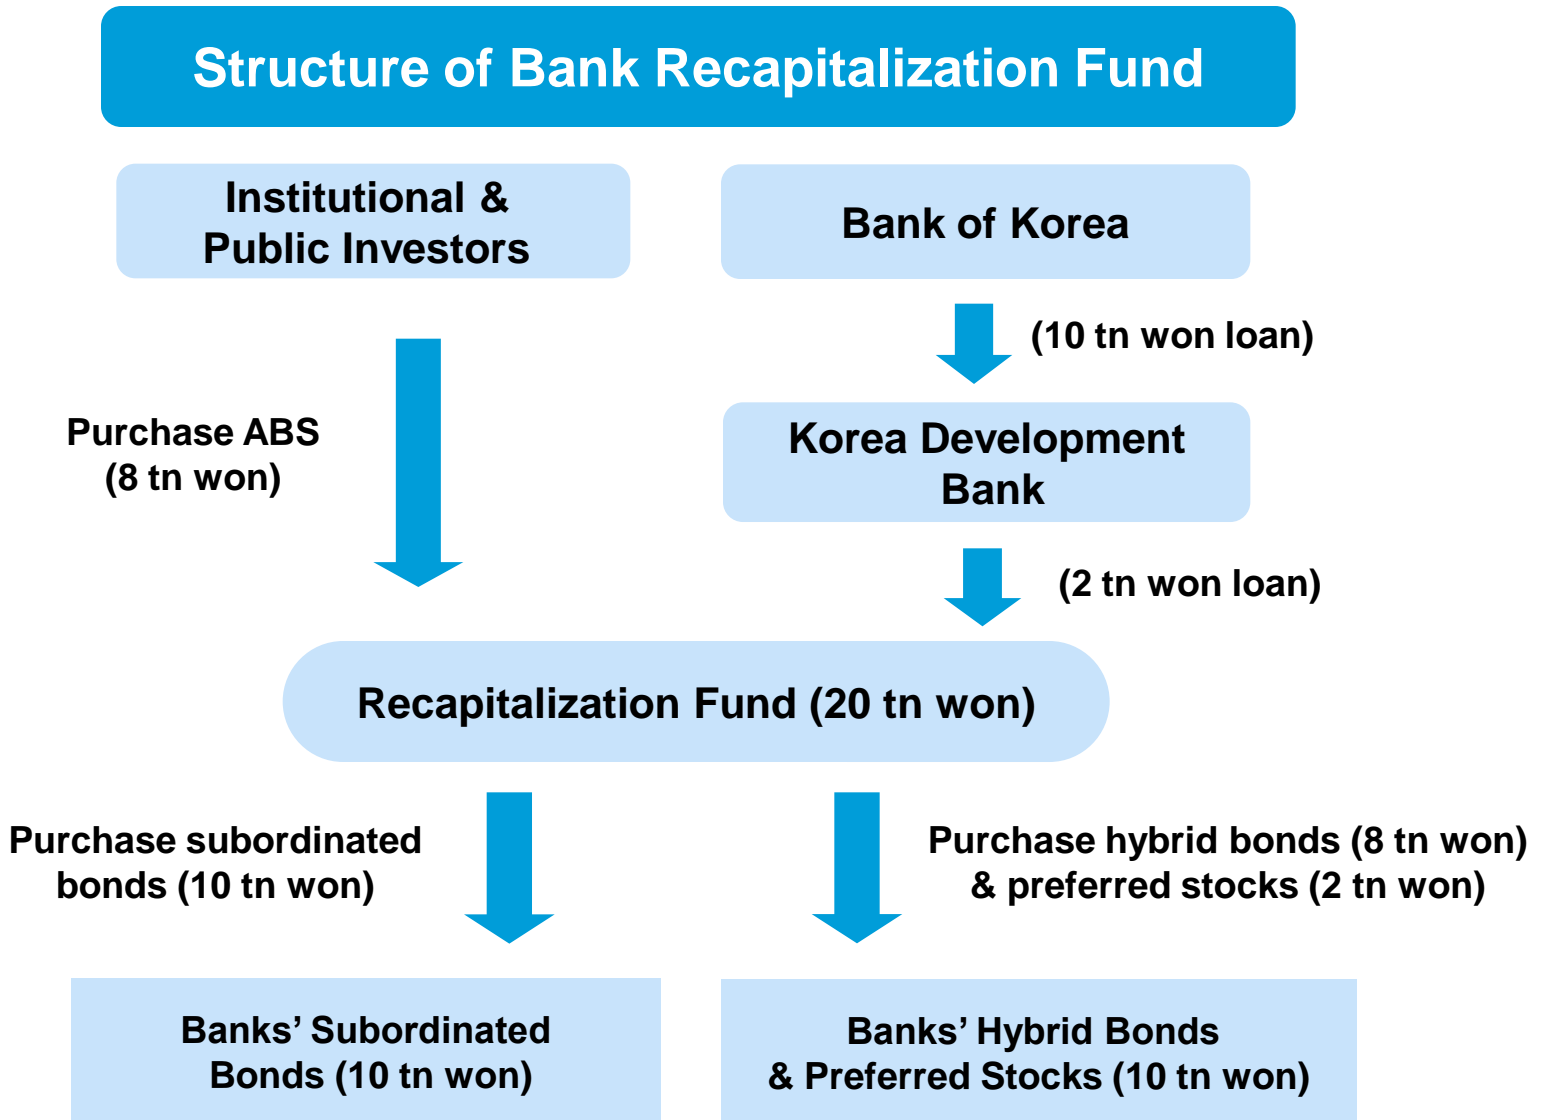 Structure of Bank Recapitalization Fund
Institutional &
Public Investors
Bank of Korea
(10 tn won loan)
Purchase ABS
(8 tn won)
Korea Development
Bank
(2 tn won loan)
Recapitalization Fund (20 tn won)
Purchase subordinated
bonds (10 tn won)
Purchase hybrid bonds (8 tn won)
& preferred stocks (2 tn won)
Banks’ Subordinated
Bonds (10 tn won)
Banks’ Hybrid Bonds
& Preferred Stocks (10 tn won)